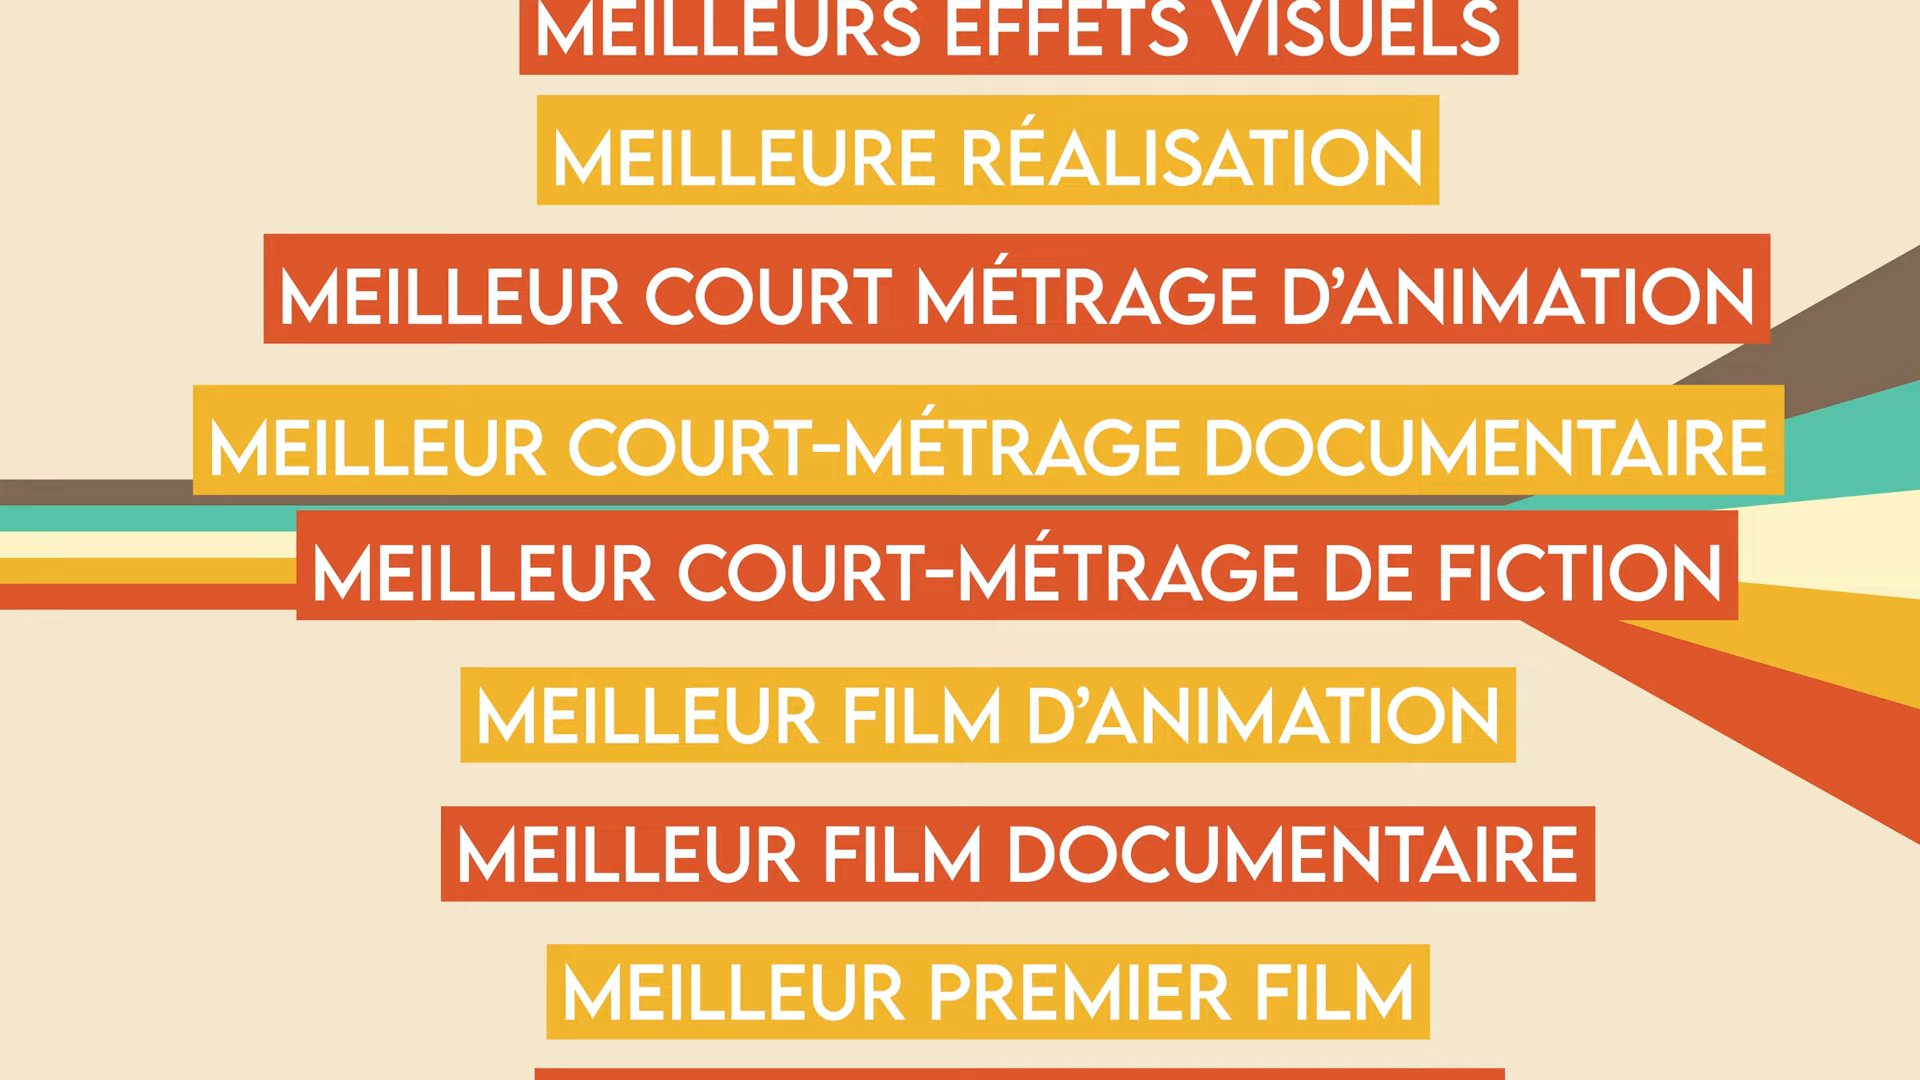 MEILLEURS EFFETS VISUELS
MEILLEURE RÉALISATION
MEILLEUR COURT MÉTRAGE D’ANIMATION
MEILLEUR COURT-MÉTRAGE DOCUMENTAIRE
MEILLEUR COURT-MÉTRAGE DE FICTION
MEILLEUR FILM D’ANIMATION
MEILLEUR FILM DOCUMENTAIRE
MEILLEUR PREMIER FILM